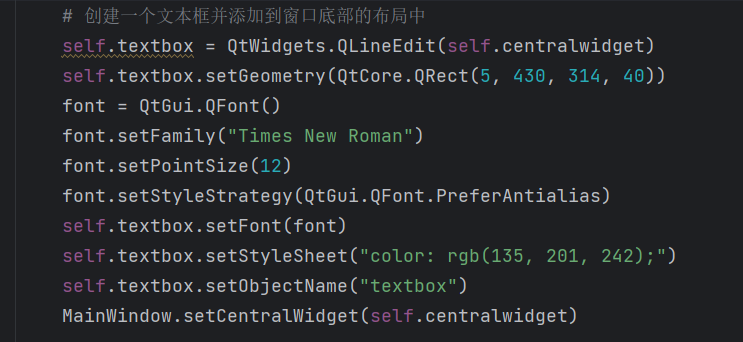 # 创建一个文本框并添加到窗口底部的布局中
self.textbox = QtWidgets.QLineEdit(self.centralwidget)
self.textbox.setGeometry(QtCore.QRect(5, 430, 314, 40))
font = QtGui.QFont()
font.setFamily("Times New Roman")
font.setPointSize(12)
font.setStyleStrategy(QtGui.QFont.PreferAntialias)
self.textbox.setFont(font)
self.textbox.setStyleSheet("color: rgb(135, 201, 242);")
self.textbox.setObjectName("textbox")
MainWindow.setCentralWidget(self.centralwidget)